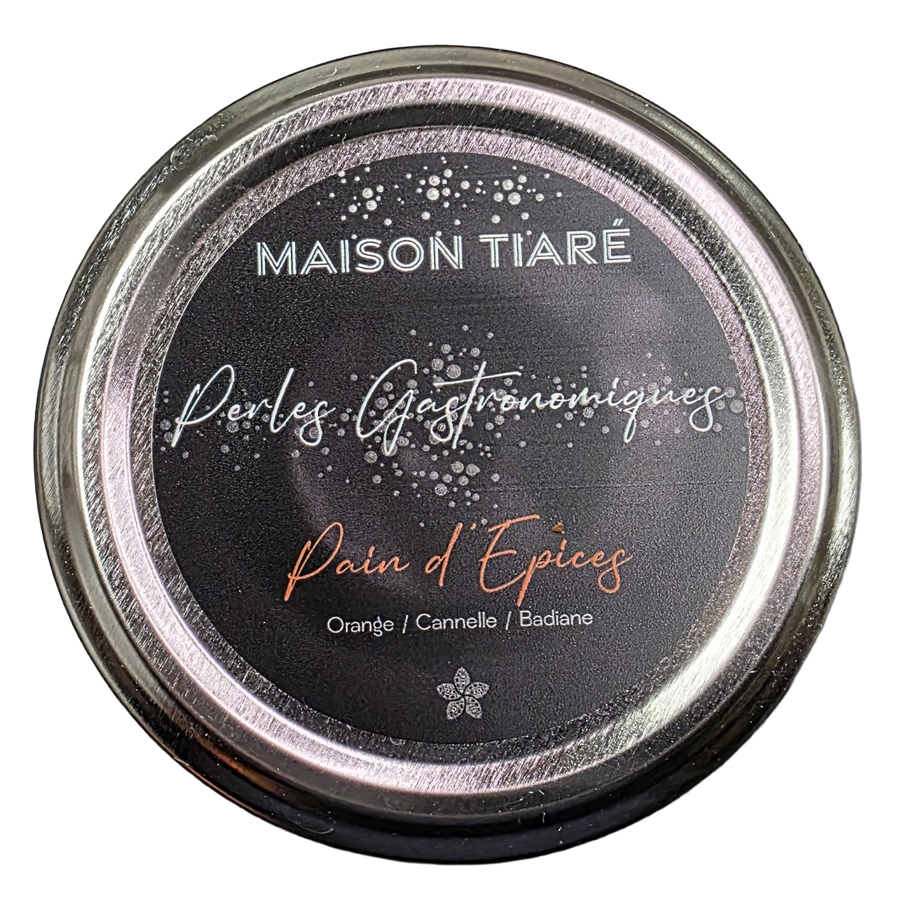 MAISON TIARÉ
Perles Gastronomiques
Pain d'Epices
Orange / Cannelle / Badiane